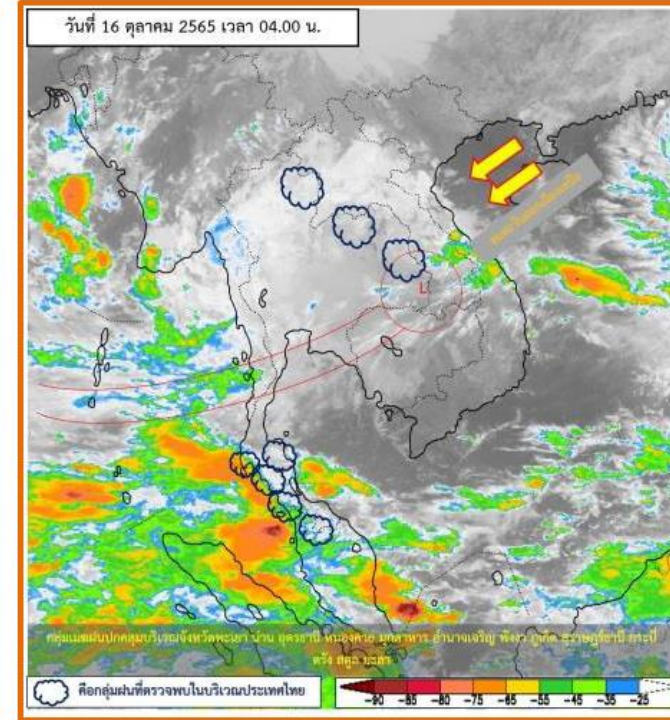 วันที่ 16 ตุลาคม 2565 เวลา 04.00 น.
L
กลุ่มเมฆฝนปกคลุมบริเวณจังหวัดพะเยา น่าน อุดรธานี หนองคาย มุกดาหาร อำนาจเจริญ พังงา ภูเก็ต สุราษฎร์ธานี กระบี่
ตรัง สตูล ยะลา
คือกลุ่มฝนที่ตรวจพบในบริเวณประเทศไทย
-90 -85 -80 -75 -65 -55 -45 -35 -25